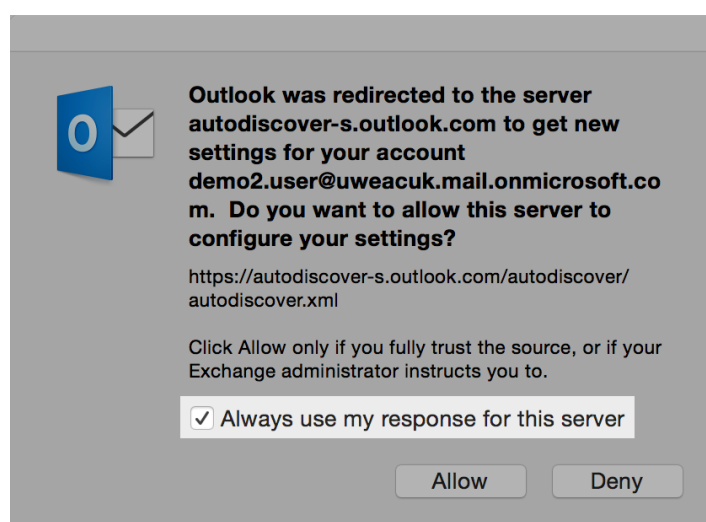 Outlook was redirected to the server
autodiscover-s.outlook.com to get new
settings for your account
demo2.user@uweacuk.mail.onmicrosoft.co
m.  Do you want to allow this server to
configure your settings?
https://autodiscover-s.outlook.com/autodiscover/
autodiscover.xml
Click Allow only if you fully trust the source, or if your
Exchange administrator instructs you to.
Always use my response for this server
Allow Deny